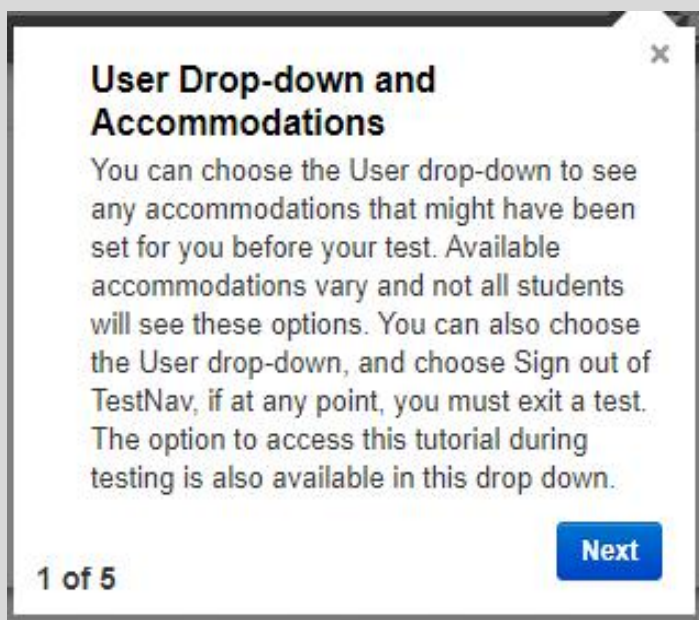 ×
User Drop-down and
Accommodations
You can choose the User drop-down to see
any accommodations that might have been
set for you before your test. Available
accommodations vary and not all students
will see these options. You can also choose
the User drop-down, and choose Sign out of
TestNav, if at any point, you must exit a test.
The option to access this tutorial during
testing is also available in this drop down.
Next
1 of 5